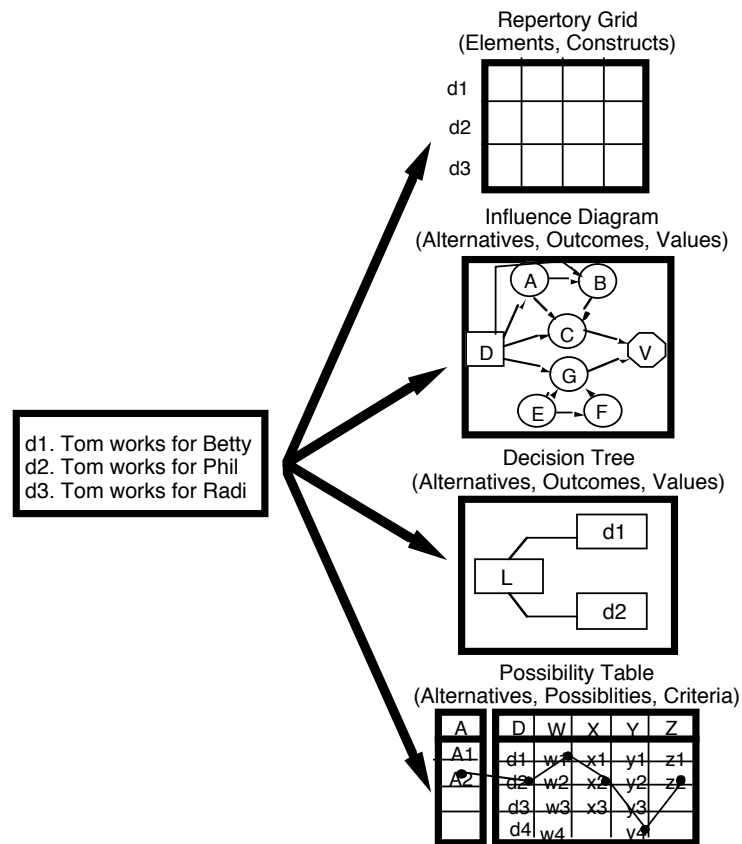 Repertory Grid
(Elements, Constructs)
d1
d2
d3
Influence Diagram
(Alternatives, Outcomes, Values)
A
B
C
D
V
G
E
F
d1. Tom works for Betty
d2. Tom works for Phil
d3. Tom works for Radi
Decision Tree
(Alternatives, Outcomes, Values)
d1
L
d2
Possibility Table
(Alternatives, Possiblities, Criteria)
A D W X Y Z
A1 d1 w1 x1 y1 z1
A2 d2 w2 x2 y2 z2
d3 w3 x3 y3
d4 w4 y4